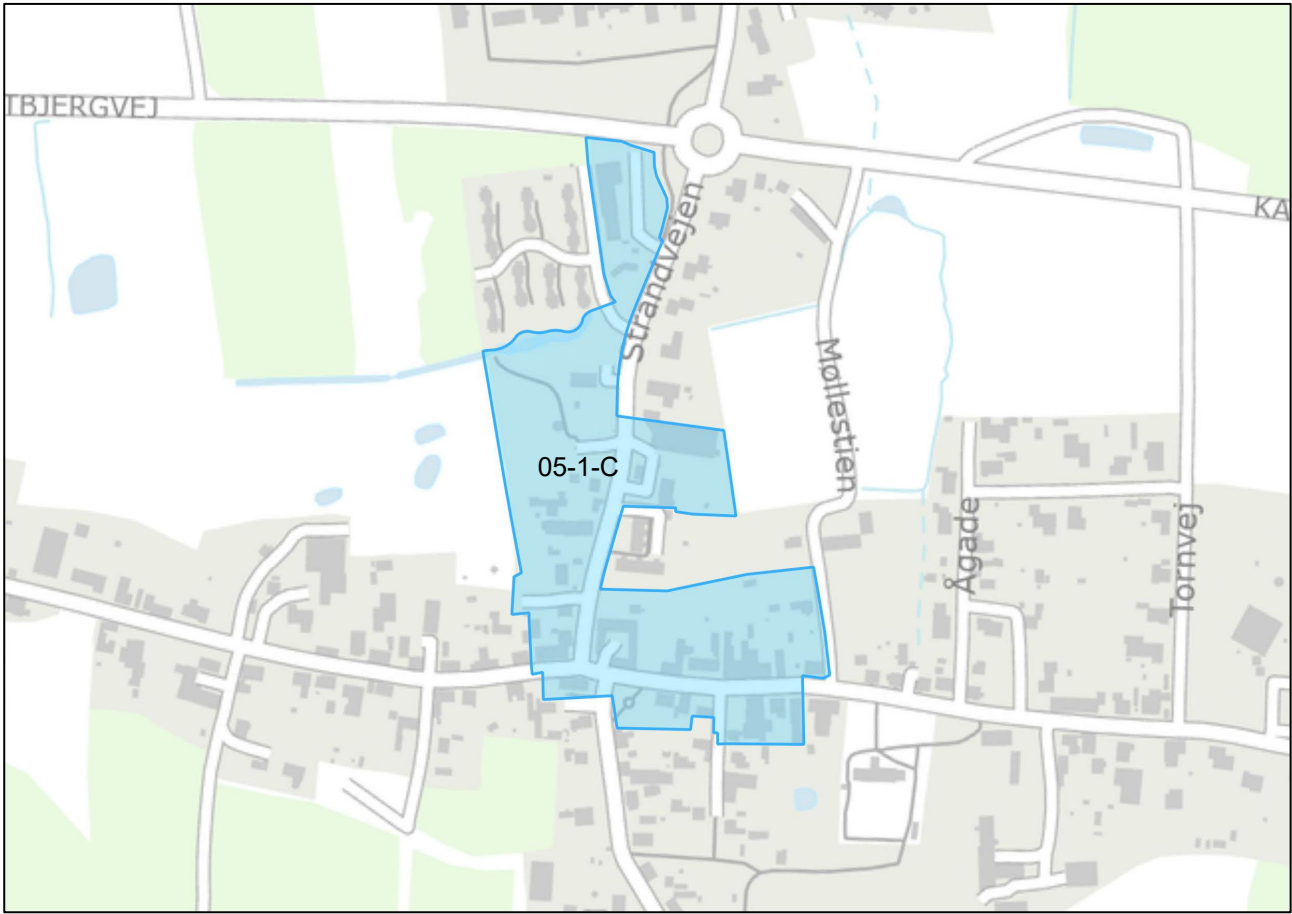 TBJERGVEJ
KA
Strandvejen
Møllestien
05-1-C
Ågade
Tornvej